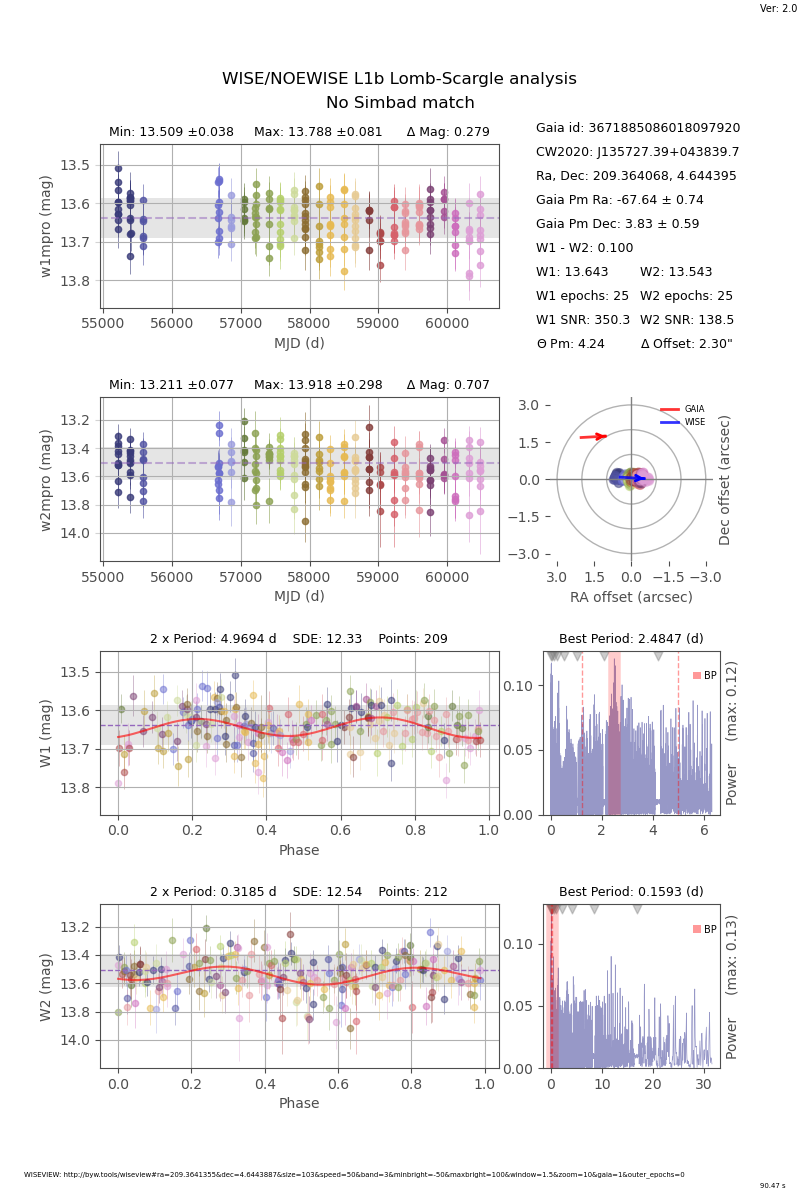 Ver: 2.0
WISE/NOEWISE L1b Lomb-Scargle analysis
No Simbad match
Min: 13.509 ±0.038 Max: 13.788 ±0.081 Δ Mag: 0.279
13.5
13.6
13.7
13.8
w1mpro (mag)
55000 56000 57000 58000 59000 60000
MJD (d)
Gaia id: 3671885086018097920
CW2020: J135727.39+043839.7
Ra, Dec: 209.364068, 4.644395
Gaia Pm Ra: -67.64 ± 0.74
Gaia Pm Dec: 3.83 ± 0.59
W1 - W2: 0.100
W1: 13.643 W2: 13.543
W1 epochs: 25 W2 epochs: 25
W1 SNR: 350.3 W2 SNR: 138.5
Θ Pm: 4.24 Δ Offset: 2.30"
Min: 13.211 ±0.077 Max: 13.918 ±0.298 Δ Mag: 0.707
13.2
13.4
13.6
13.8
14.0
w2mpro (mag)
55000 56000 57000 58000 59000 60000
MJD (d)
GAIA
WISE
3.0
1.5
0.0
−1.5
−3.0
Dec offset (arcsec)
3.0 1.5 0.0 −1.5 −3.0
RA offset (arcsec)
2 x Period: 4.9694 d SDE: 12.33 Points: 209
13.5
13.6
13.7
13.8
W1 (mag)
0.0 0.2 0.4 0.6 0.8 1.0
Phase
Best Period: 2.4847 (d)
BP
0.10
0.05
0.00
Power (max: 0.12)
0 2 4 6
2 x Period: 0.3185 d SDE: 12.54 Points: 212
13.2
13.4
13.6
13.8
14.0
W2 (mag)
0.0 0.2 0.4 0.6 0.8 1.0
Phase
Best Period: 0.1593 (d)
BP
0.10
0.05
0.00
Power (max: 0.13)
0 10 20 30
WISEVIEW: http://byw.tools/wiseview#ra=209.3641355&dec=4.6443887&size=103&speed=50&band=3&minbright=-50&maxbright=100&window=1.5&zoom=10&gaia=1&outer_epochs=0
90.47 s